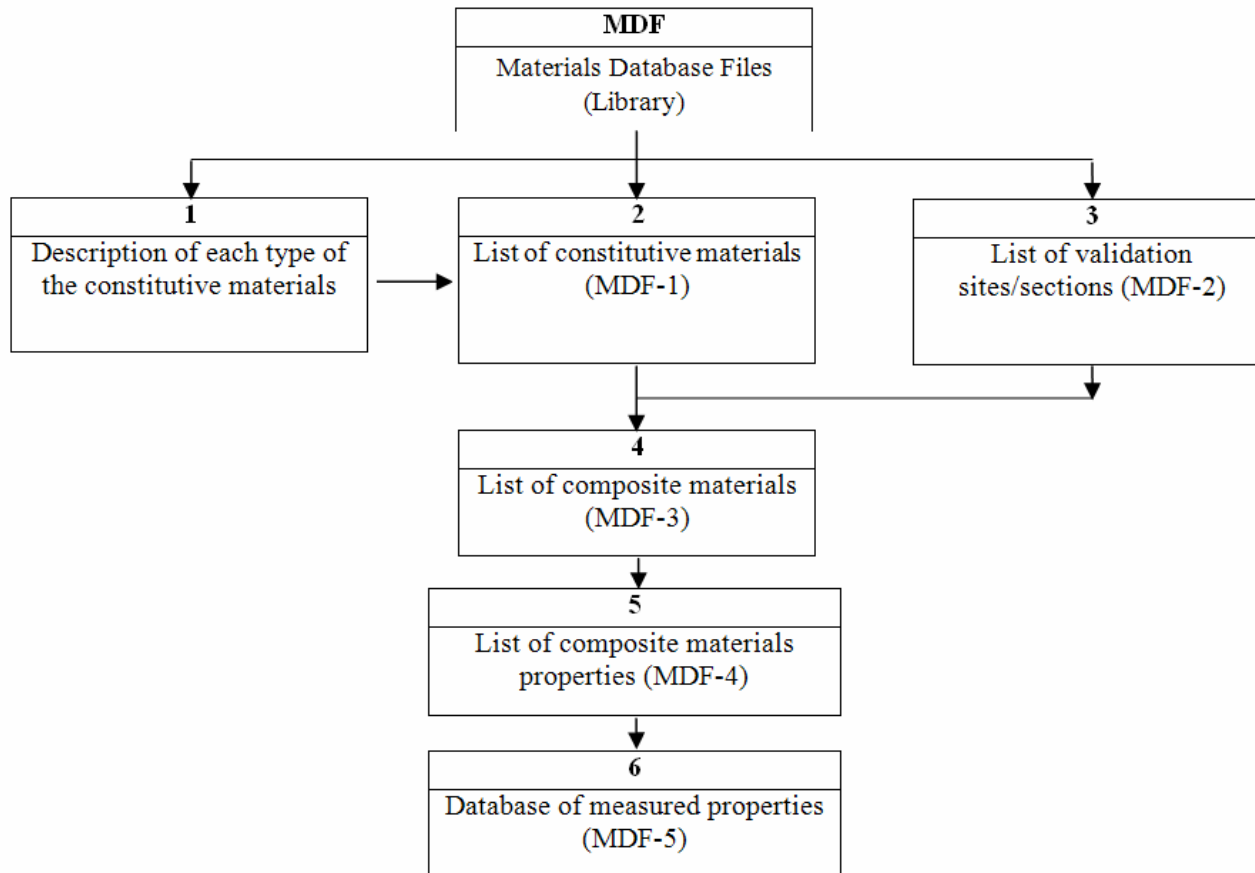 MDF
Materials Database Files
(Library)
1
Description of each type of
the constitutive materials
2
List of constitutive materials
(MDF-1)
3
List of validation
sites/sections (MDF-2)
4
List of composite materials
(MDF-3)
5
List of composite materials
properties (MDF-4)
6
Database of measured properties
(MDF-5)